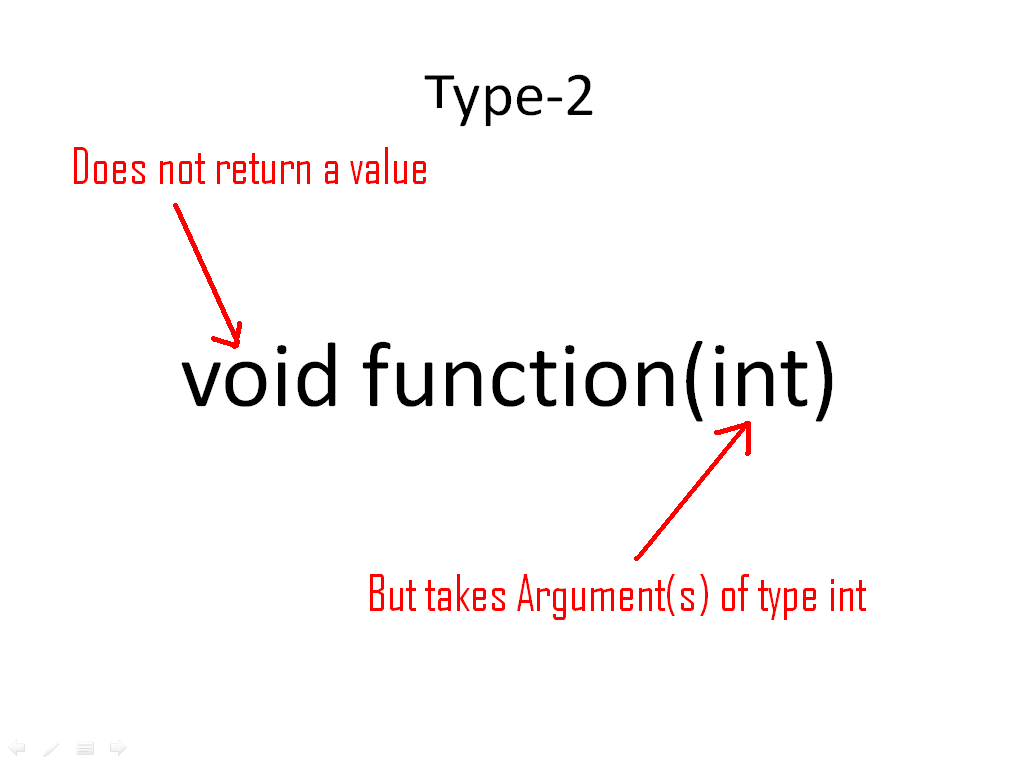 Type-2
Does not return a value
void function(int)
But takes Argument(s) of type int